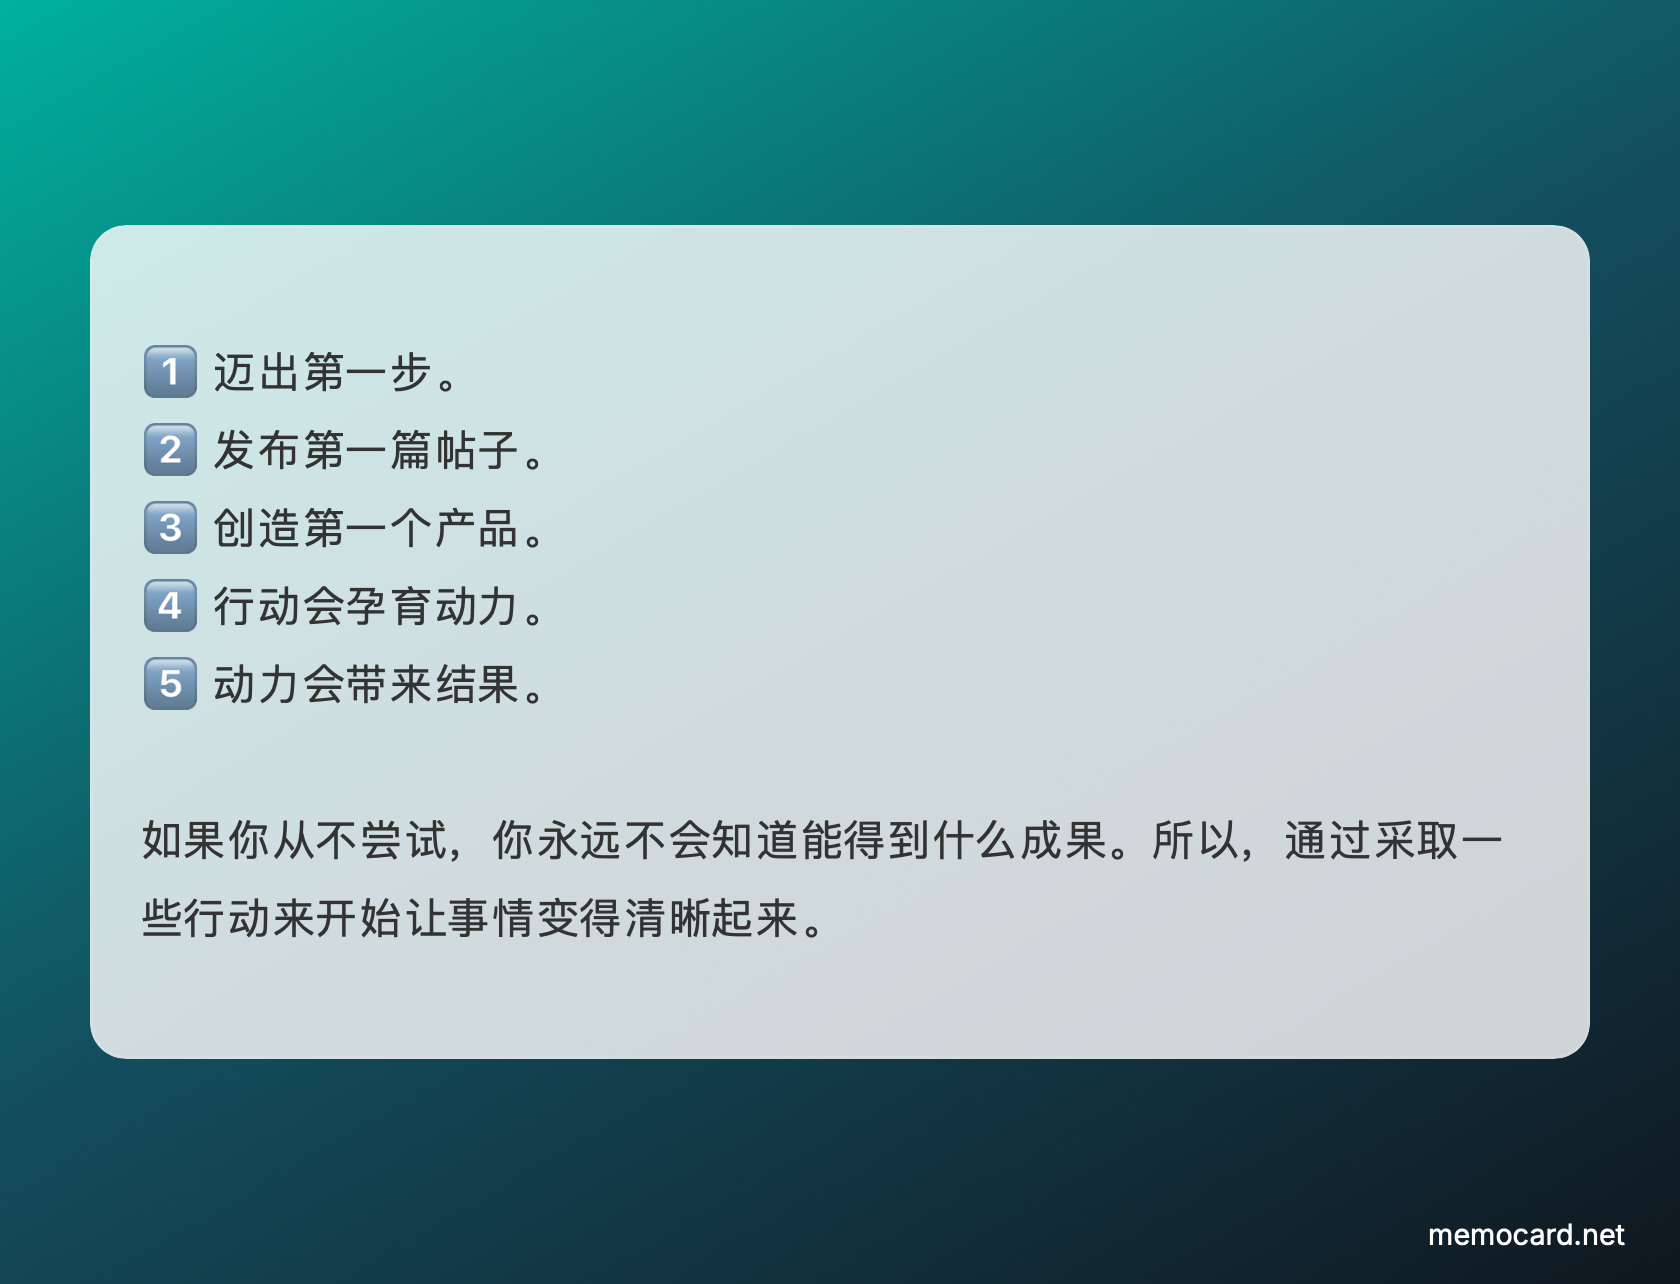 1️⃣ 迈出第一步。
2️⃣ 发布第一篇帖子。
3️⃣ 创造第一个产品。
4️⃣ 行动会孕育动力。
5️⃣ 动力会带来结果。
如果你从不尝试，你永远不会知道能得到什么成果。所以，通过采取一
些行动来开始让事情变得清晰起来。
memocard.net